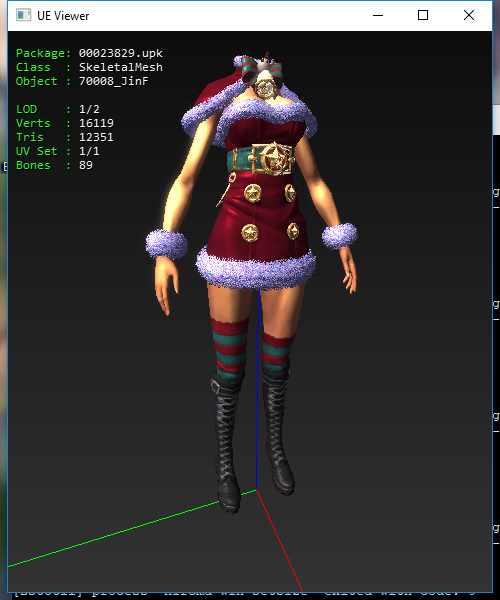 UE Viewer
Package: 00023829.upk
Class : SkeletalMesh
Object : 70008_JinF
LOD : 1/2
Verts : 16119
Tris : 12351
UV Set : 1/1
Bones : 89